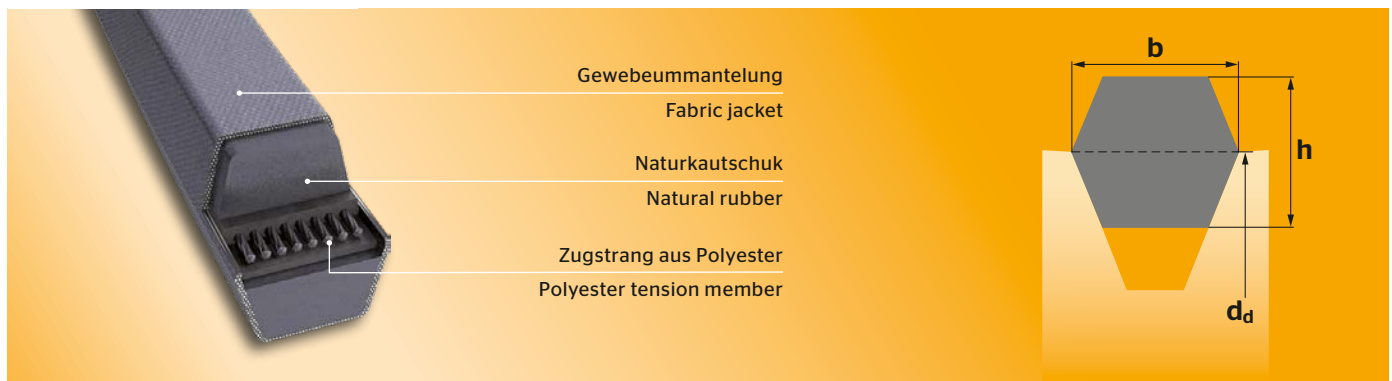 Gewebeummantelung
Fabric jacket
Naturkautschuk
Natural rubber
Zugstrang aus Polyester
Polyester tension member
b
h
dd